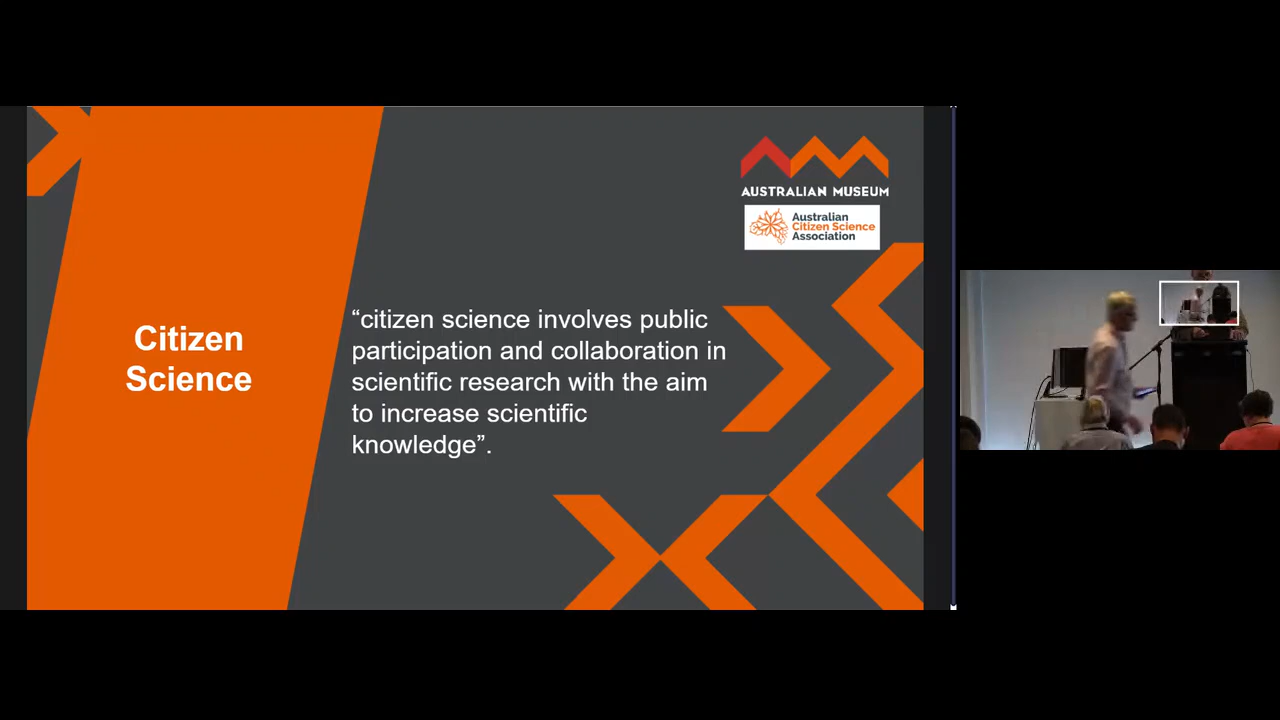 AUSTRALIAN MUSEUM
Australian
Citizen Science
Association
Citizen
Science
“citizen science involves public
participation and collaboration in
scientific research with the aim
to increase scientific
knowledge”.